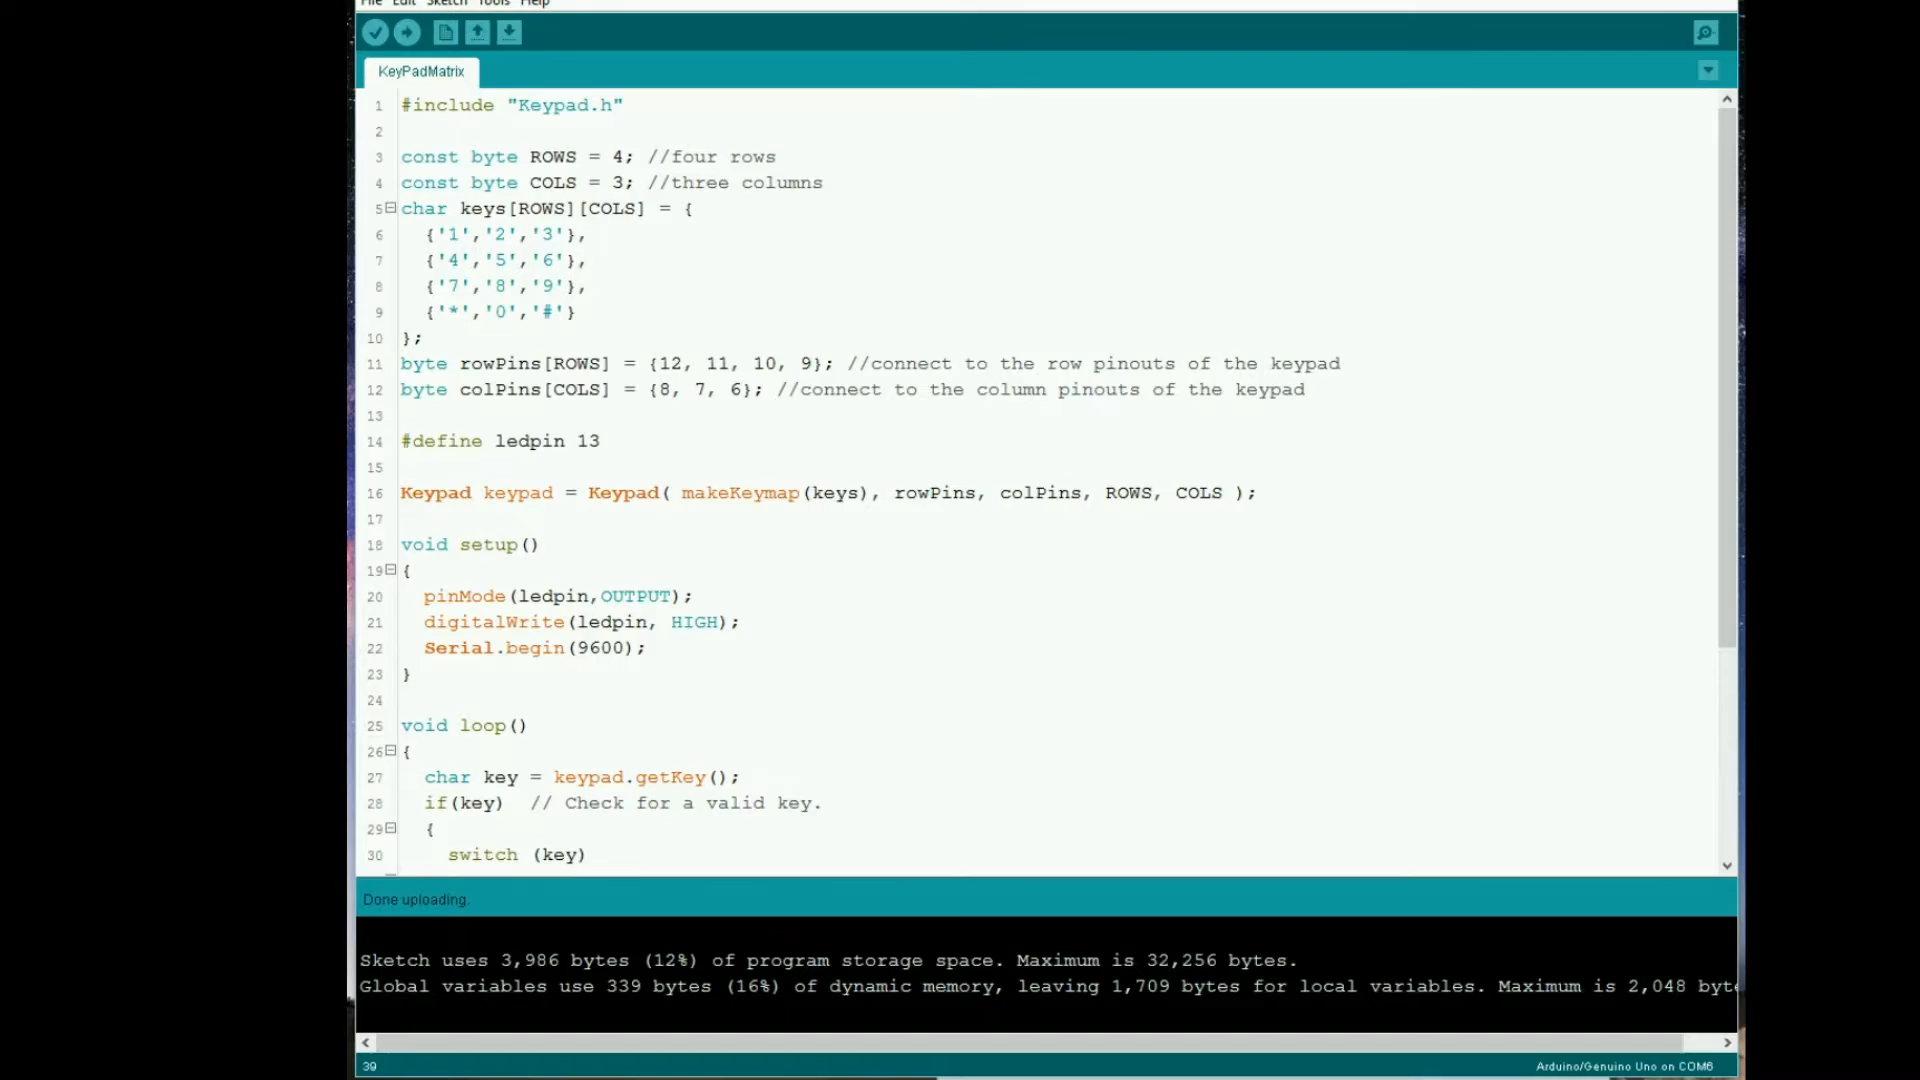 File Edit Sketch Tools Help
KeyPadMatrix
1 #include "Keypad.h"
2
3 const byte ROWS = 4; //four rows
4 const byte COLS = 3; //three columns
5 char keys[ROWS][COLS] = {
6 {'1','2','3'},
7 {'4','5','6'},
8 {'7','8','9'},
9 {'*','0','#'}
10 };
11 byte rowPins[ROWS] = {12, 11, 10, 9}; //connect to the row pinouts of the keypad
12 byte colPins[COLS] = {8, 7, 6}; //connect to the column pinouts of the keypad
13
14 #define ledpin 13
15
16 Keypad keypad = Keypad( makeKeymap(keys), rowPins, colPins, ROWS, COLS );
17
18 void setup()
19 {
20 pinMode(ledpin,OUTPUT);
21 digitalWrite(ledpin, HIGH);
22 Serial.begin(9600);
23 }
24
25 void loop()
26 {
27 char key = keypad.getKey();
28 if(key) // Check for a valid key.
29 {
30 switch (key)
Done uploading.
Sketch uses 3,986 bytes (12%) of program storage space. Maximum is 32,256 bytes.
Global variables use 339 bytes (16%) of dynamic memory, leaving 1,709 bytes for local variables. Maximum is 2,048 byte
39
Arduino/Genuino Uno on COM6